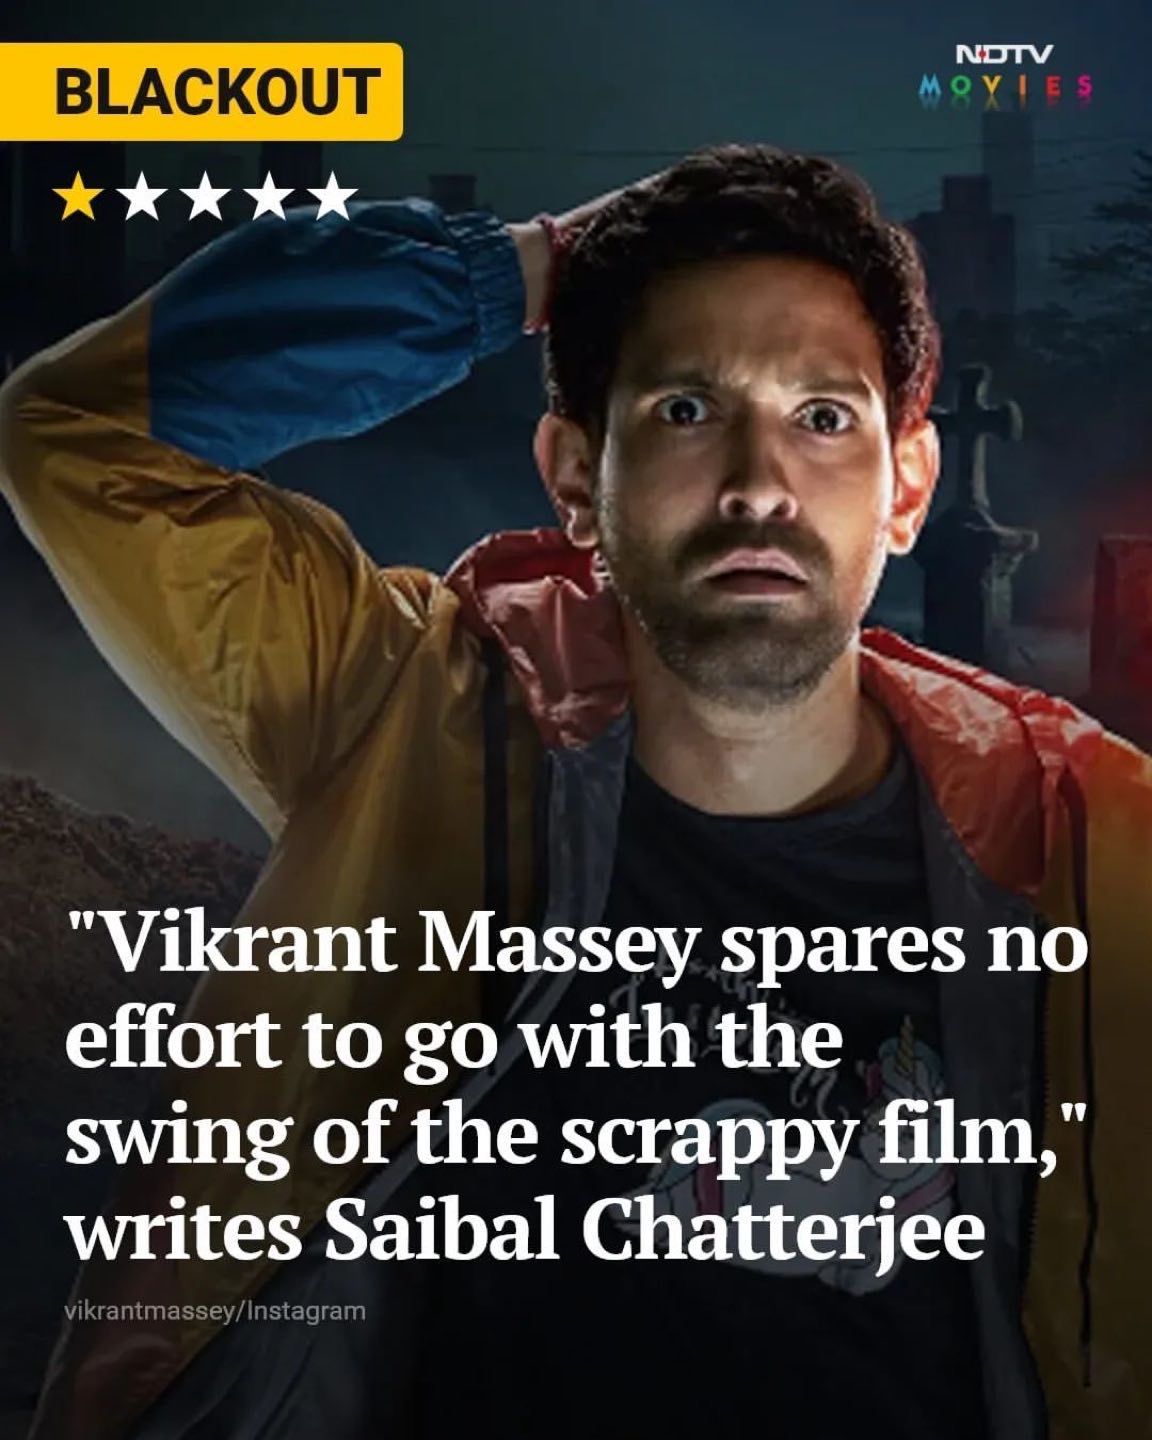 BLACKOUT
NDTV
MOVIES
"Vikrant Massey spares no
effort to go with the
swing of the scrappy film,"
writes Saibal Chatterjee
vikrantmassey/Instagram